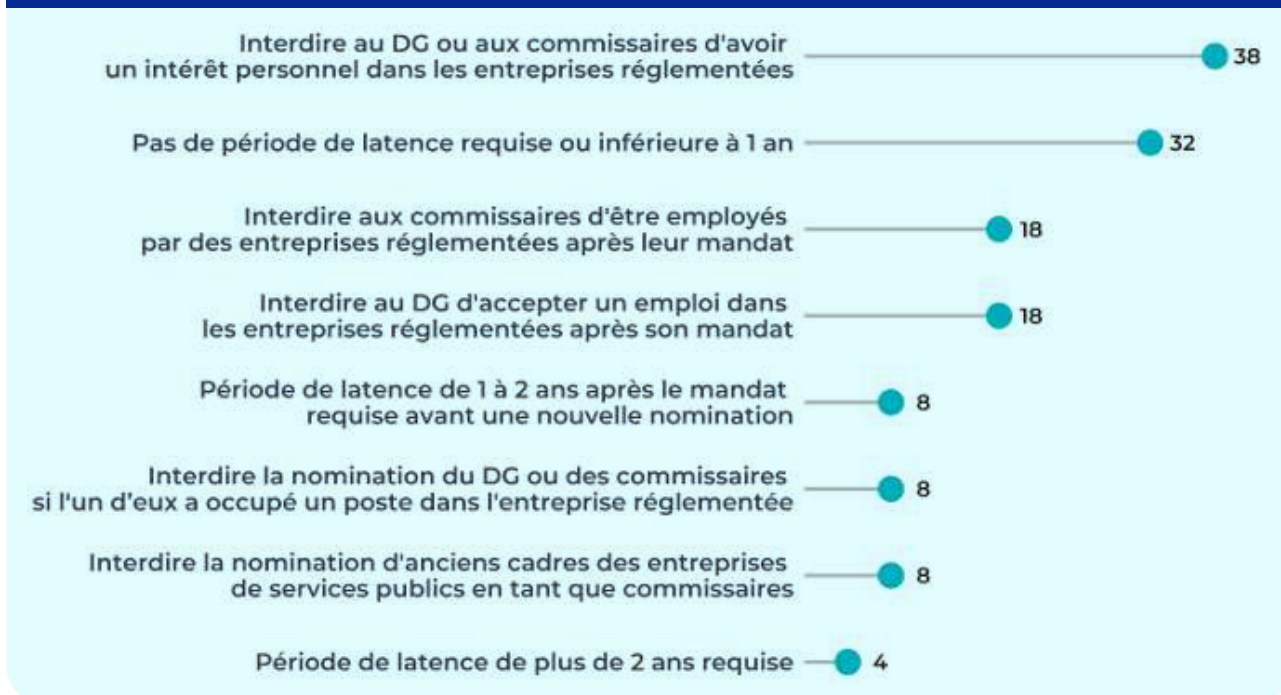 Interdire au DG ou aux commissaires d'avoir
un intérêt personnel dans les entreprises réglementées
38
Pas de période de latence requise ou inférieure à 1 an
32
Interdire aux commissaires d'être employés
par des entreprises réglementées après leur mandat
18
Interdire au DG d'accepter un emploi dans
les entreprises réglementées après son mandat
18
Période de latence de 1 à 2 ans après le mandat
requise avant une nouvelle nomination
8
Interdire la nomination du DG ou des commissaires
si l'un d’eux a occupé un poste dans l'entreprise réglementée
8
Interdire la nomination d'anciens cadres des entreprises
de services publics en tant que commissaires
8
Période de latence de plus de 2 ans requise
4